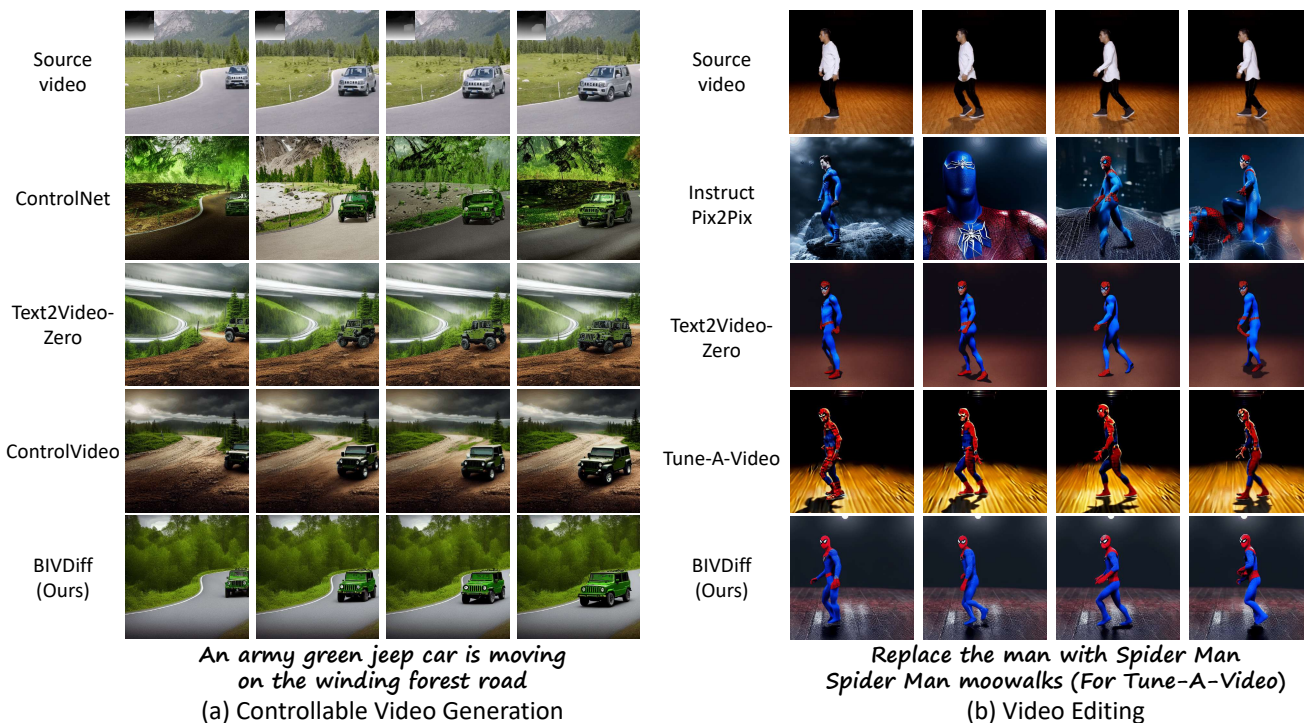 Source
video
ControlNet
Text2Video-
Zero
ControlVideo
BIVDiff
(Ours)
An army green jeep car is moving
on the winding forest road
(a) Controllable Video Generation
Source
video
Instruct
Pix2Pix
Text2Video-
Zero
Tune-A-Video
BIVDiff
(Ours)
Replace the man with Spider Man
Spider Man moowalks (For Tune-A-Video)
(b) Video Editing